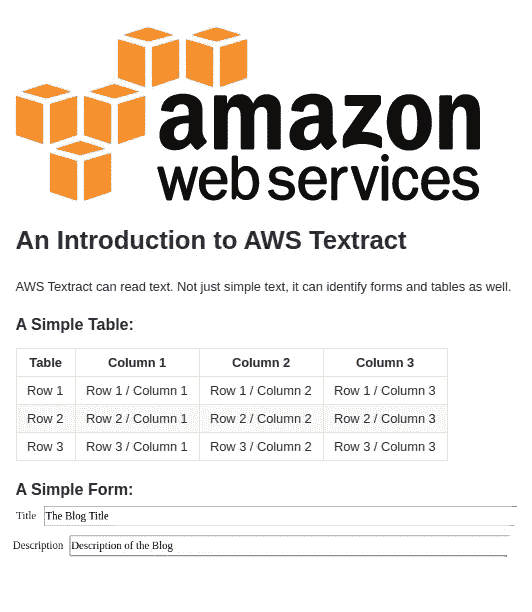 amazon
web services
An Introduction to AWS Textract
AWS Textract can read text. Not just simple text, it can identify forms and tables as well.
A Simple Table:
Table Column 1 Column 2 Column 3
Row 1 Row 1 / Column 1 Row 1 / Column 2 Row 1 / Column 3
Row 2 Row 2 / Column 1 Row 2 / Column 2 Row 2 / Column 3
Row 3 Row 3 / Column 1 Row 3 / Column 2 Row 3 / Column 3
A Simple Form:
Title The Blog Title
Description Description of the Blog